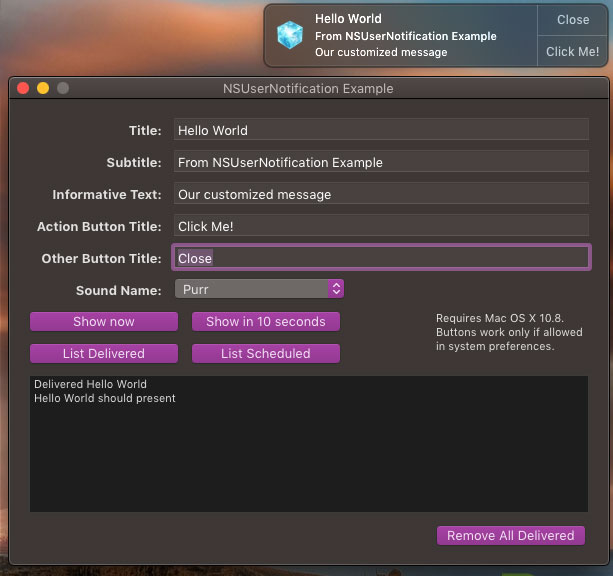 Hello World
From NSUserNotification Example
Our customized message
Close
Click Me!
NSUserNotification Example
Title: Hello World
Subtitle: From NSUserNotification Example
Informative Text: Our customized message
Action Button Title: Click Me!
Other Button Title: Close
Sound Name: Purr
Show now
Show in 10 seconds
List Delivered
List Scheduled
Requires Mac OS X 10.8.
Buttons work only if allowed
in system preferences.
Delivered Hello World
Hello World should present
Remove All Delivered